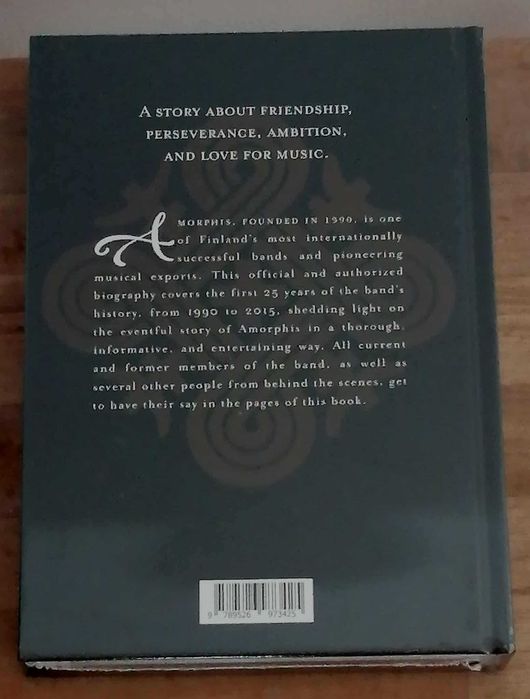 A STORY ABOUT FRIENDSHIP,
PERSEVERANCE, AMBITION,
AND LOVE FOR MUSIC.
AMORPHIS, FOUNDED IN 1990, is one
of Finland's most internationally
successful bands and pioneering
musical exports. This official and authorized
biography covers the first 25 years of the band's
history, from 1990 to 2015, shedding light on
the eventful story of Amorphis in a thorough,
informative, and entertaining way. All current
and former members of the band, as well as
several other people from behind the scenes, get
to have their say in the pages of this book.
9 789526 973425